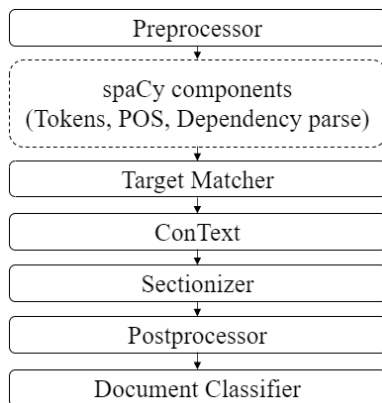 Preprocessor
spaCy components
(Tokens, POS, Dependency parse)
Target Matcher
ConText
Sectionizer
Postprocessor
Document Classifier